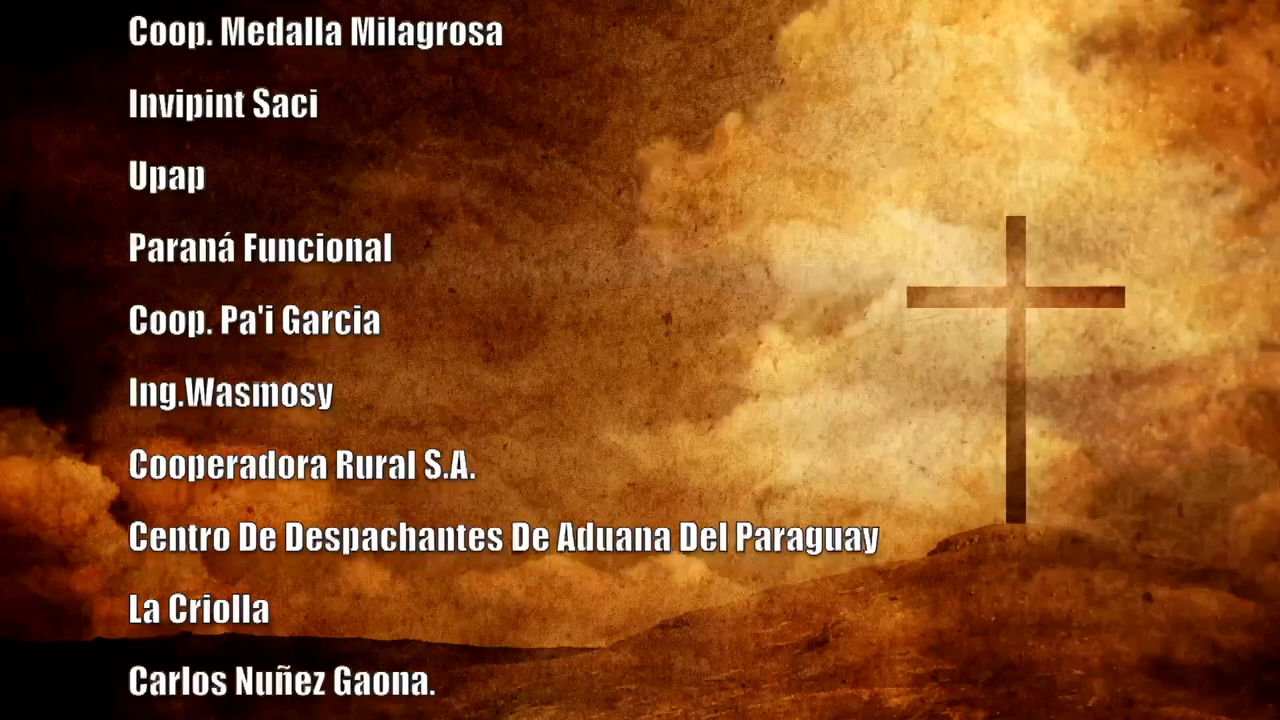 Coop. Medalla Milagrosa
Invipint Saci
Upap
Paraná Funcional
Coop. Pa'i Garcia
Ing.Wasmosy
Cooperadora Rural S.A.
Centro De Despachantes De Aduana Del Paraguay
La Criolla
Carlos Nuñez Gaona.